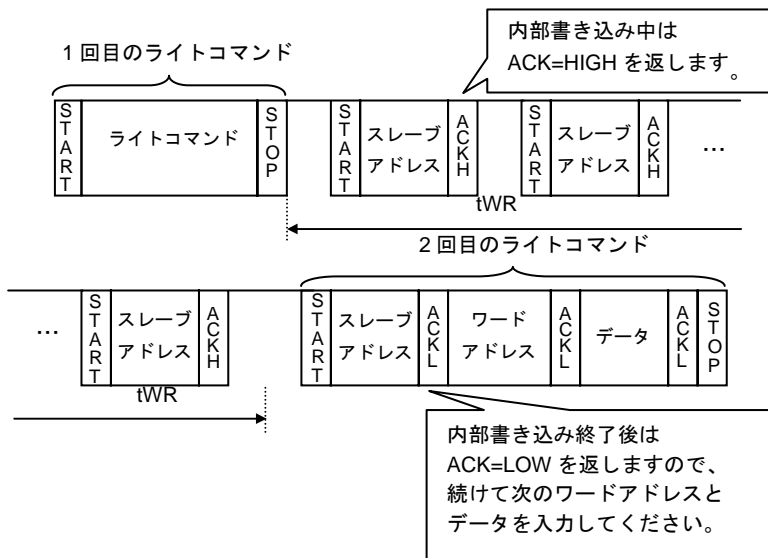 1 回目のライトコマンド
内部書き込み中は
ACK=HIGH を返します。
START
ライトコマンド
STOP
START
スレーブ
アドレス
ACKH
START
スレーブ
アドレス
ACKH
…
tWR
2 回目のライトコマンド
…
START
スレーブ
アドレス
ACKH
START
スレーブ
アドレス
ACKL
ワード
アドレス
ACKL
データ
ACKL
STOP
tWR
内部書き込み終了後は
ACK=LOW を返しますので、
続けて次のワードアドレスと
データを入力してください。